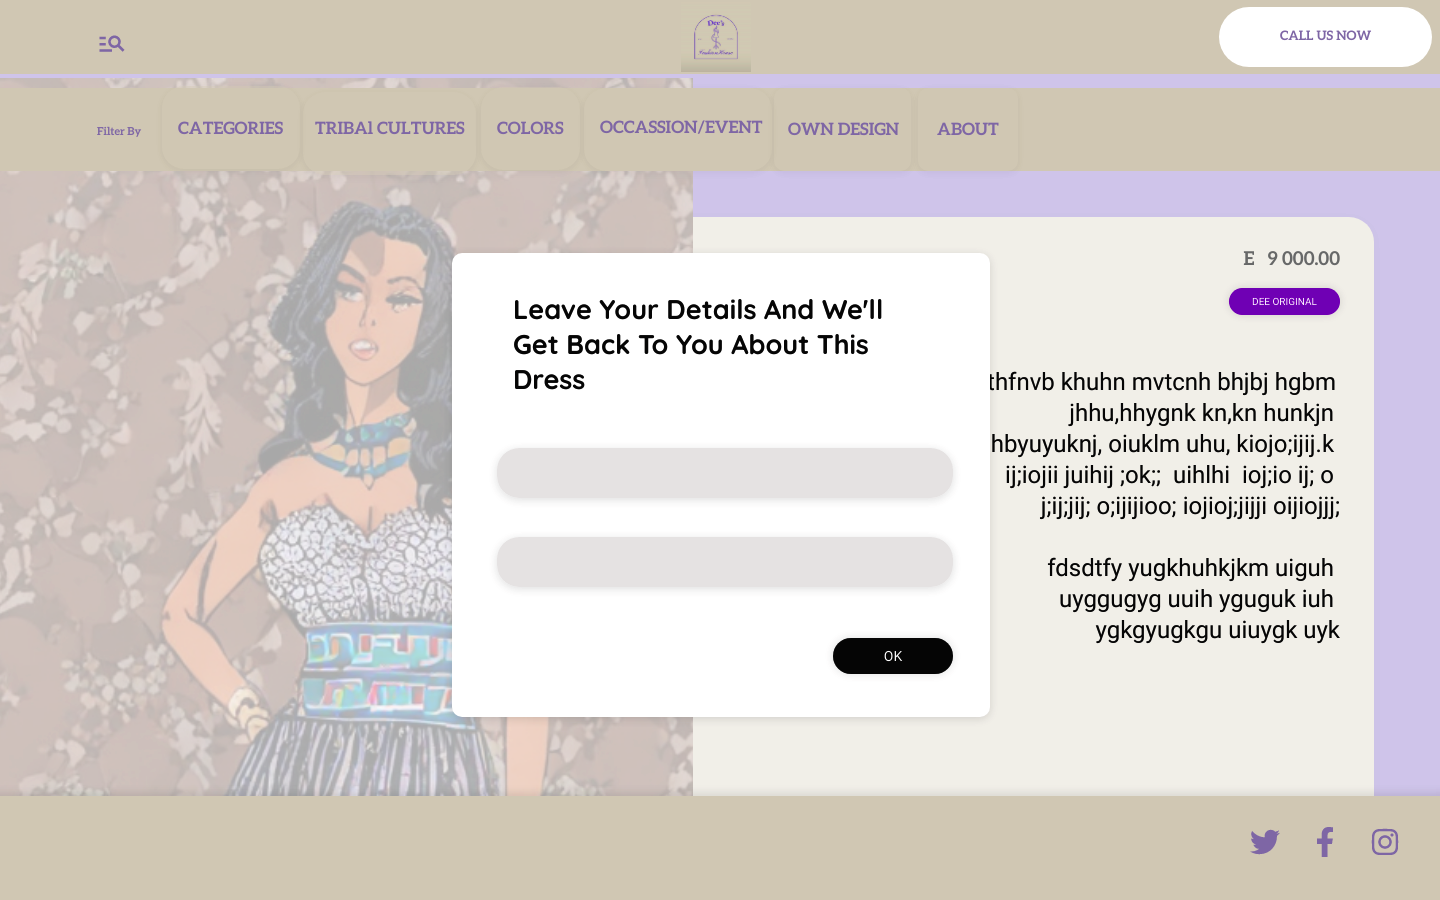 Dee's
CALL US NOW
Filter By
CATEGORIES
TRIBAl CULTURES
COLORS
OCCASSION/EVENT
OWN DESIGN
ABOUT
E 9 000.00
DEE ORIGINAL
Leave Your Details And We'll
Get Back To You About This
Dress
thfnvb khuhn mvtcnh bhjbj hgbm
jhhu,hhygnk kn,kn hunkjn
hbyuyuknj, oiuklm uhu, kiojo;ijij.k
ij;iojii juihij ;ok;; uihlhi ioj;io ij; o
j;ij;jij; o;ijijioo; iojioj;jijji oijiojjj;
fdsdtfy yugkhuhkjkm uiguh
uyggugyg uuih yguguk iuh
ygkgyugkgu uiuygk uyk
OK